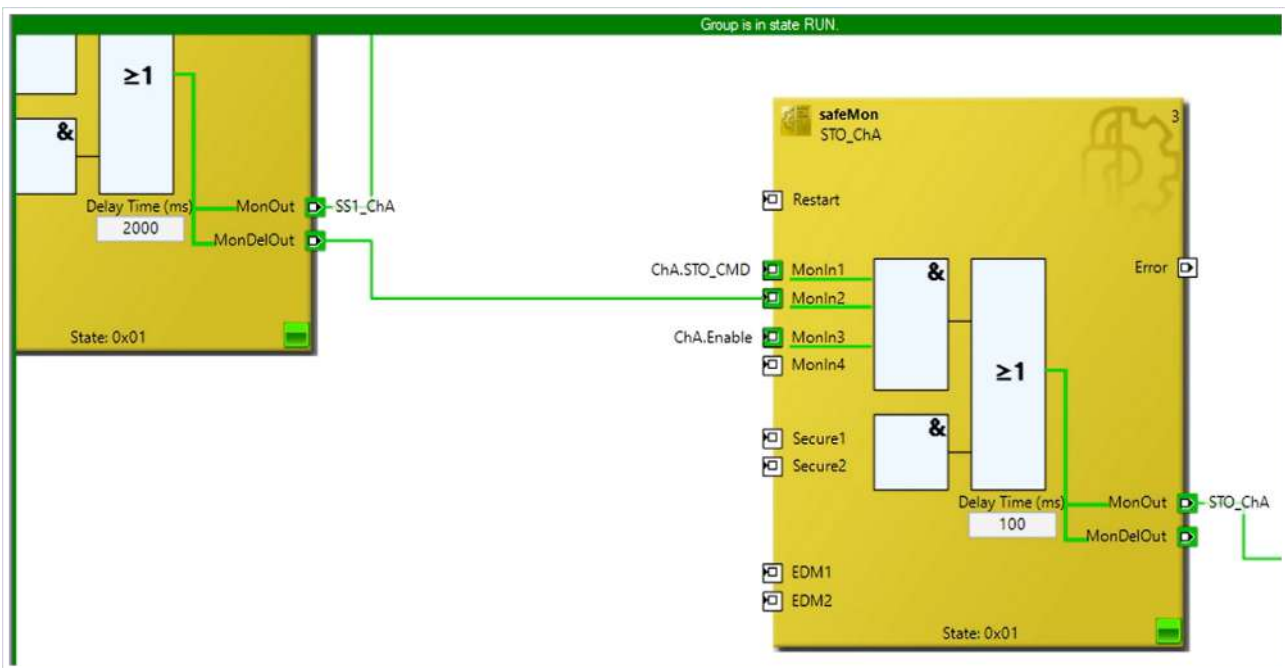 Group is in state RUN.
≥1
&
Delay Time (ms)
2000
MonOut
SS1_ChA
MonDelOut
State: 0x01
safeMon
3
STO_ChA
Restart
ChA.STO_CMD
MonIn1
&
Error
MonIn2
ChA.Enable
MonIn3
MonIn4
≥1
Secure1
&
Secure2
Delay Time (ms)
100
MonOut
STO_ChA
MonDelOut
EDM1
EDM2
State: 0x01